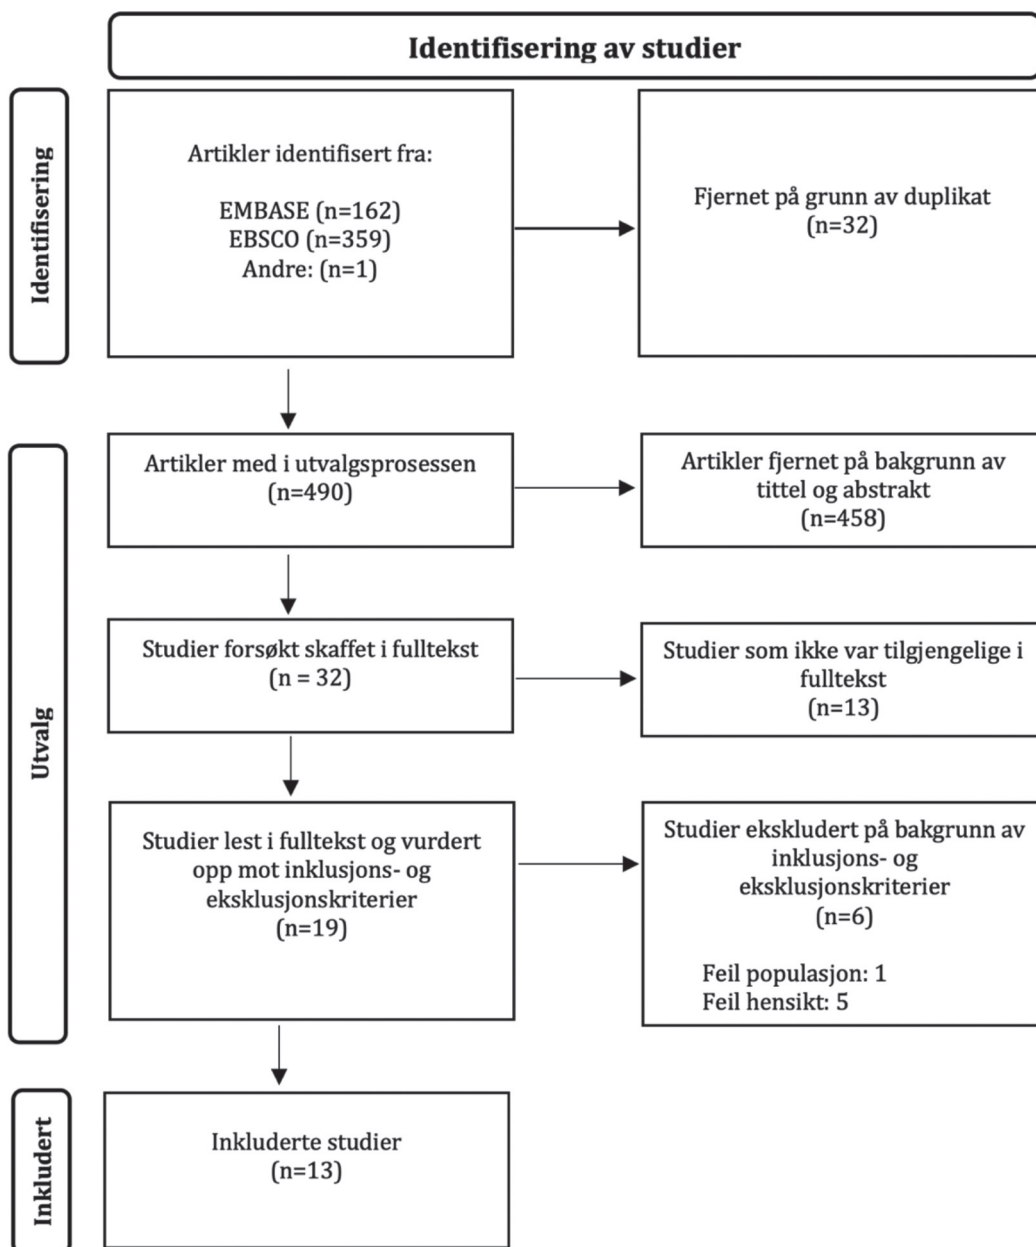 Identifisering av studier
Identifisering
Artikler identifisert fra:
EMBASE (n=162)
EBSCO (n=359)
Andre: (n=1)
Fjernet på grunn av duplikat
(n=32)
Utvalg
Artikler med i utvalgsprosessen
(n=490)
Artikler fjernet på bakgrunn av
tittel og abstrakt
(n=458)
Studier forsøkt skaffet i fulltekst
(n = 32)
Studier som ikke var tilgjengelige i
fulltekst
(n=13)
Studier lest i fulltekst og vurdert
opp mot inklusjons- og
eksklusjonskriterier
(n=19)
Studier ekskludert på bakgrunn av
inklusjons- og
eksklusjonskriterier
(n=6)
Feil populasjon: 1
Feil hensikt: 5
Inkludert
Inkluderte studier
(n=13)